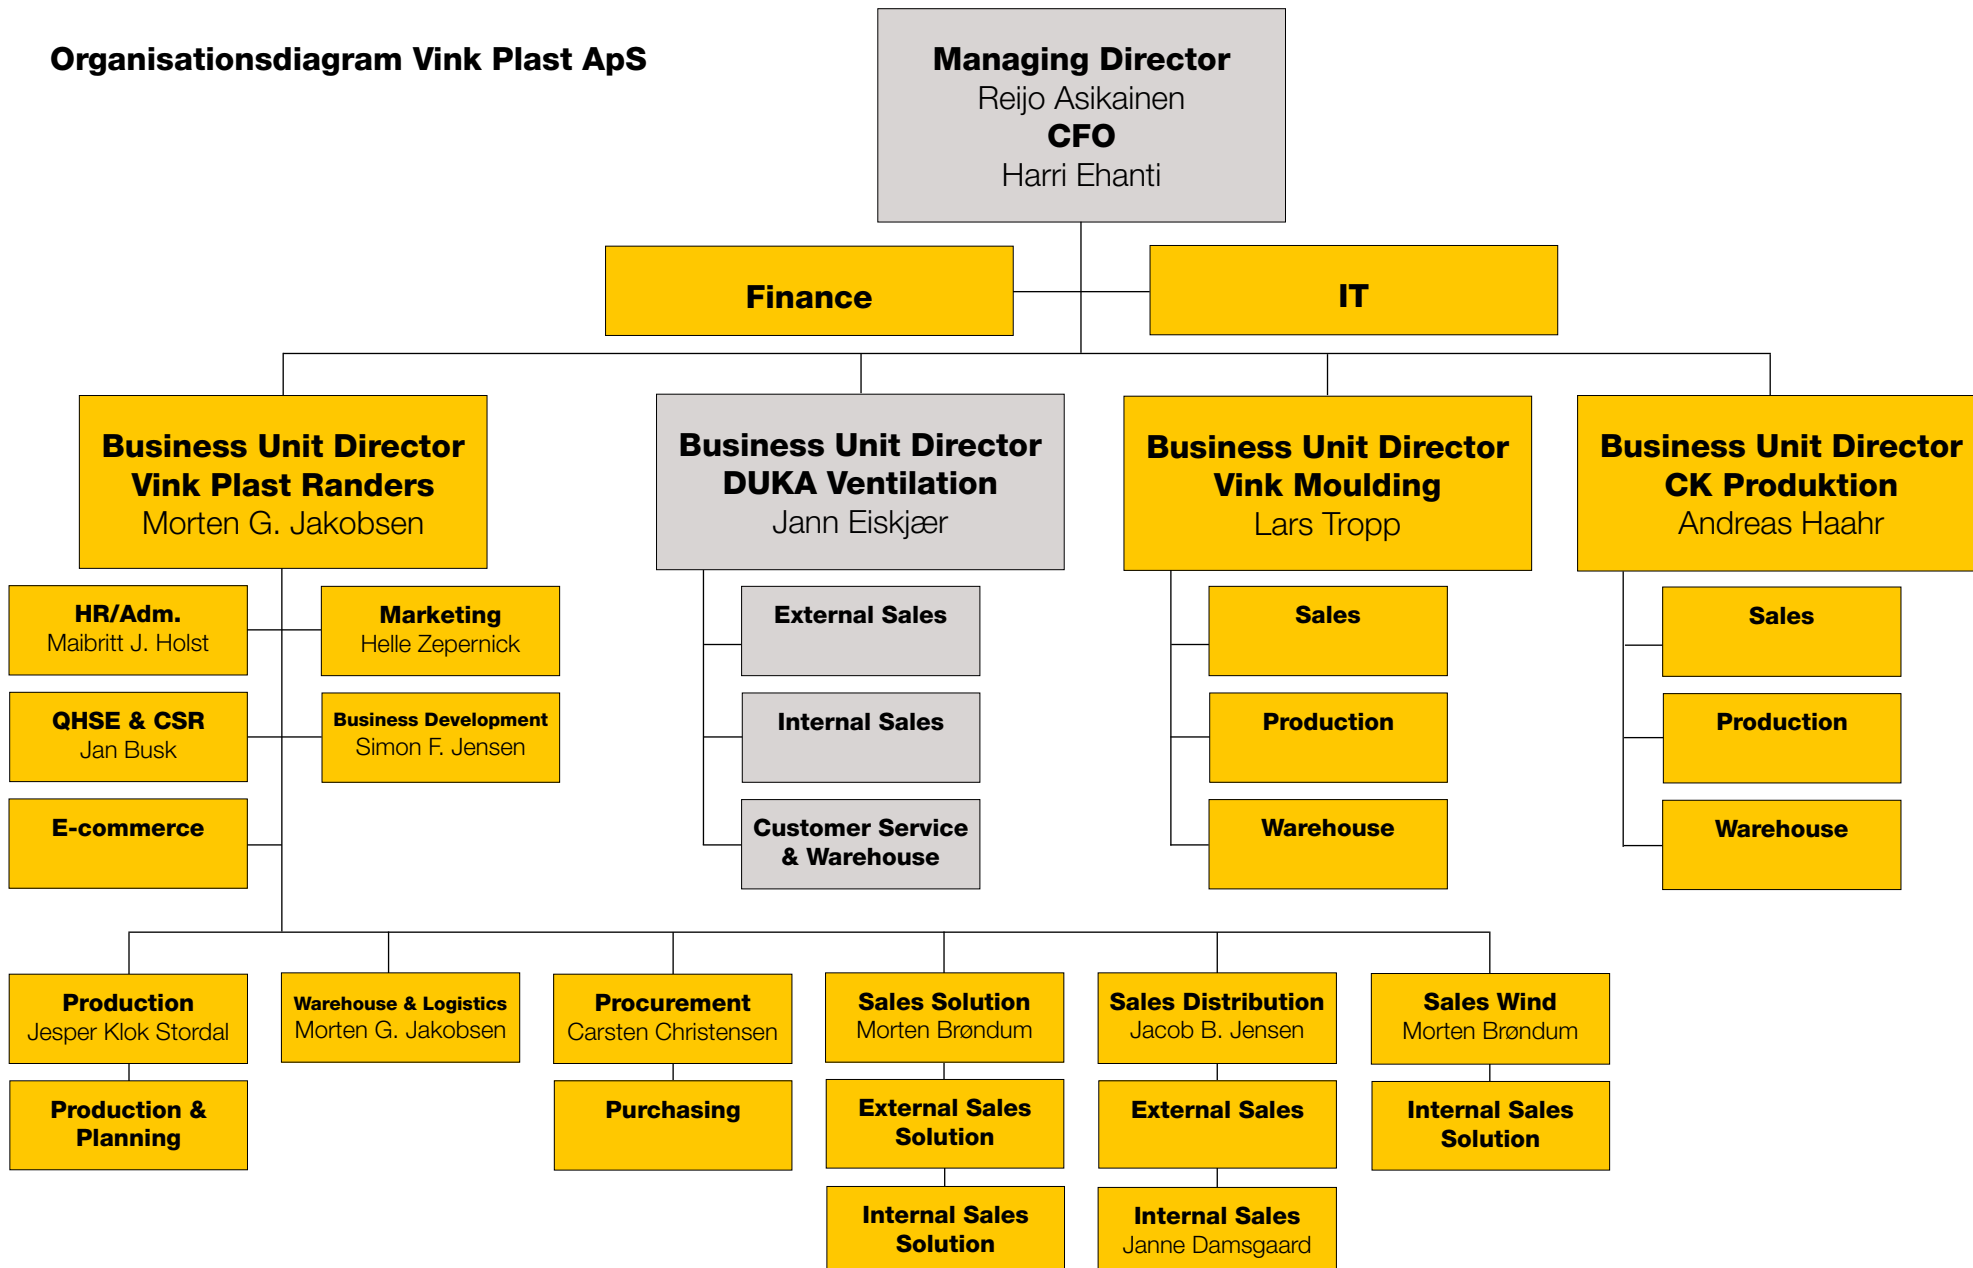 Organisationsdiagram Vink Plast ApS
Managing Director
Reijo Asikainen
CFO
Harri Ehanti
Finance
IT
Business Unit Director
Vink Plast Randers
Morten G. Jakobsen
Business Unit Director
DUKA Ventilation
Jann Eiskjær
Business Unit Director
Vink Moulding
Lars Tropp
Business Unit Director
CK Produktion
Andreas Haahr
HR/Adm.
Maibritt J. Holst
Marketing
Helle Zepernick
QHSE & CSR
Jan Busk
Business Development
Simon F. Jensen
E-commerce
External Sales
Internal Sales
Customer Service
& Warehouse
Sales
Production
Warehouse
Sales
Production
Warehouse
Production
Jesper Klok Stordal
Warehouse & Logistics
Morten G. Jakobsen
Procurement
Carsten Christensen
Sales Solution
Morten Brøndum
Sales Distribution
Jacob B. Jensen
Sales Wind
Morten Brøndum
Production &
Planning
Purchasing
External Sales
Solution
External Sales
Internal Sales
Solution
Internal Sales
Solution
Internal Sales
Janne Damsgaard